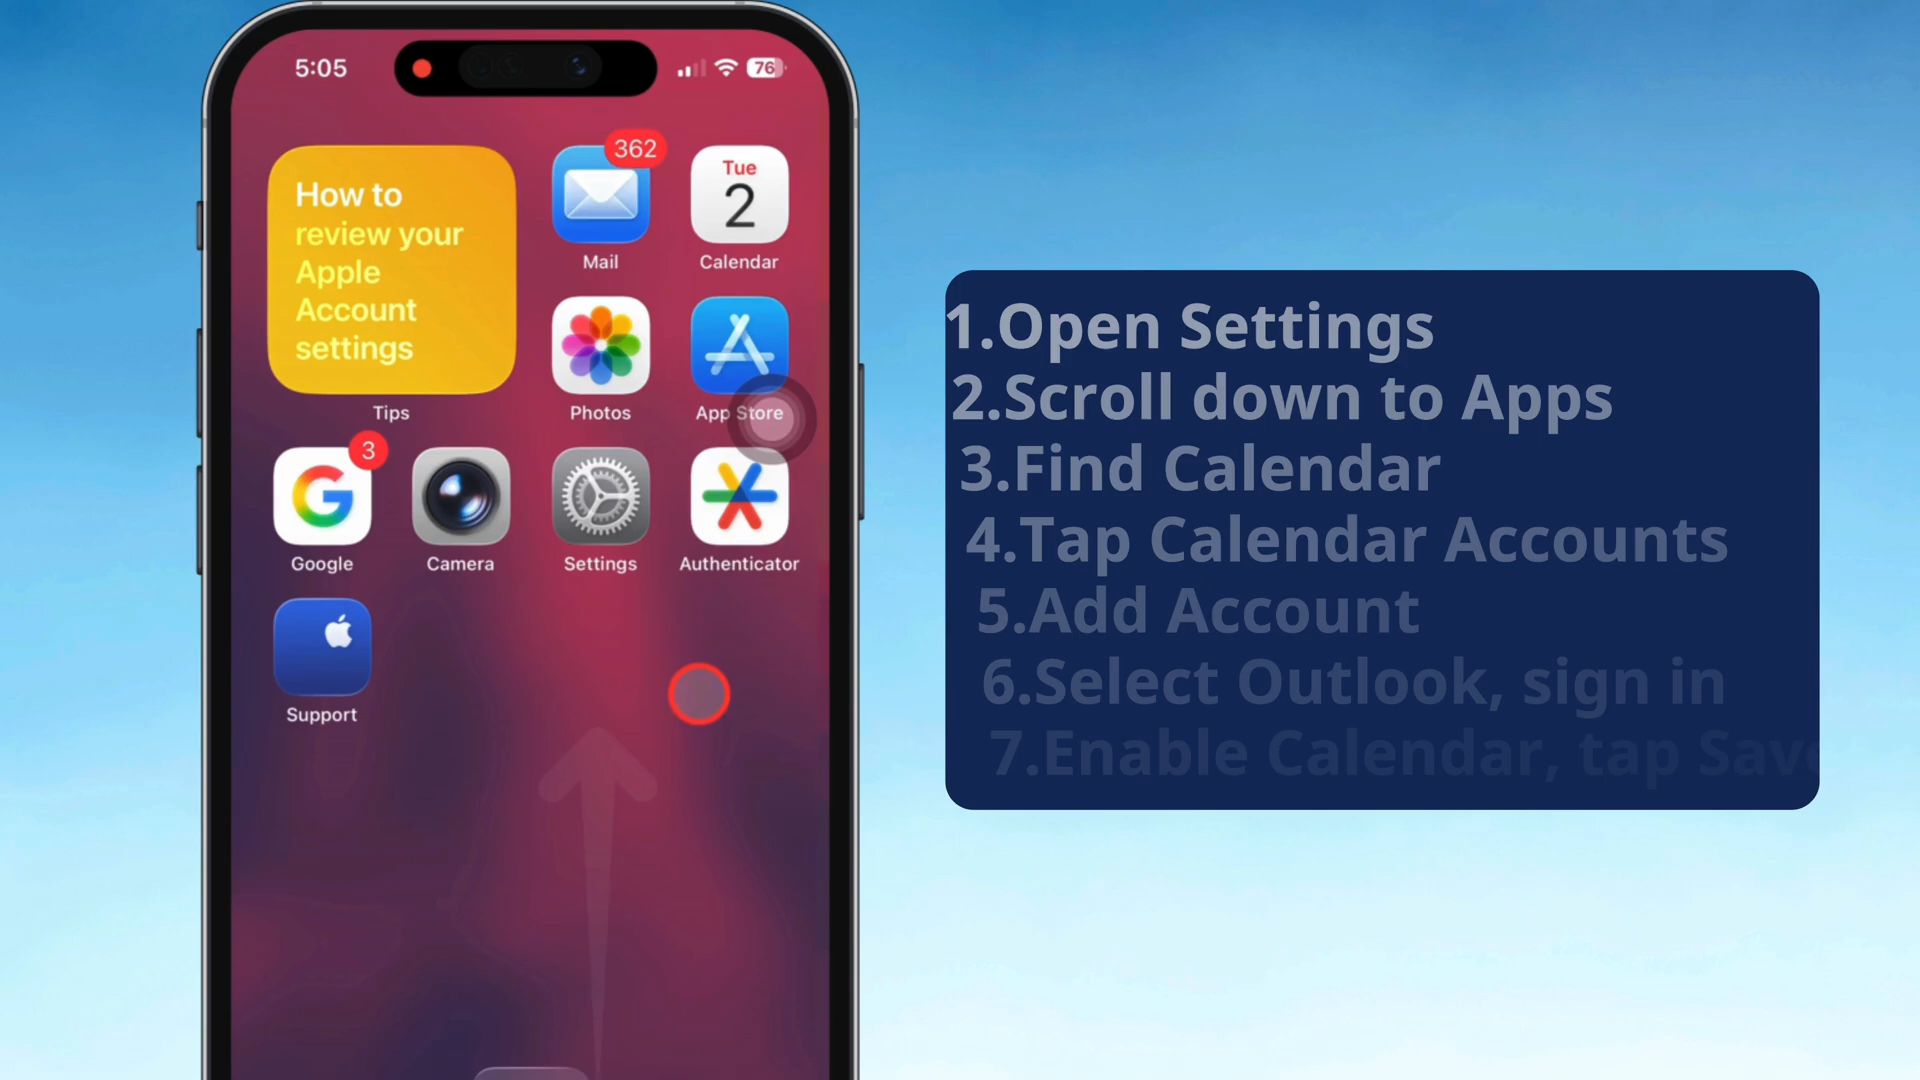 5:05
76
How to
review your
Apple
Account
settings
Tips
362
Mail
Tue
2
Calendar
Photos
App Store
3
Google
Camera
Settings
Authenticator
Support
1.Open Settings
2.Scroll down to Apps
3.Find Calendar
4.Tap Calendar Accounts
5.Add Account
6.Select Outlook, sign in
7.Enable Calendar, tap Save